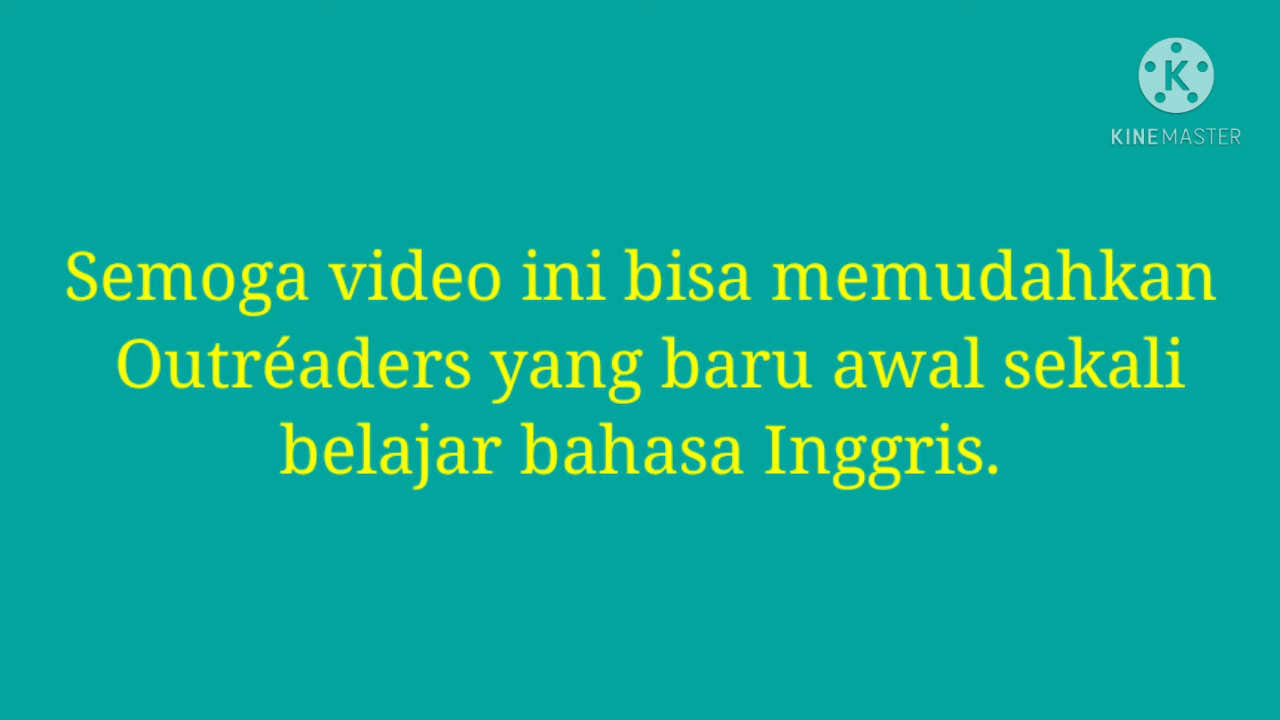 K
KINEMASTER
Semoga video ini bisa memudahkan
Outréaders yang baru awal sekali
belajar bahasa Inggris.